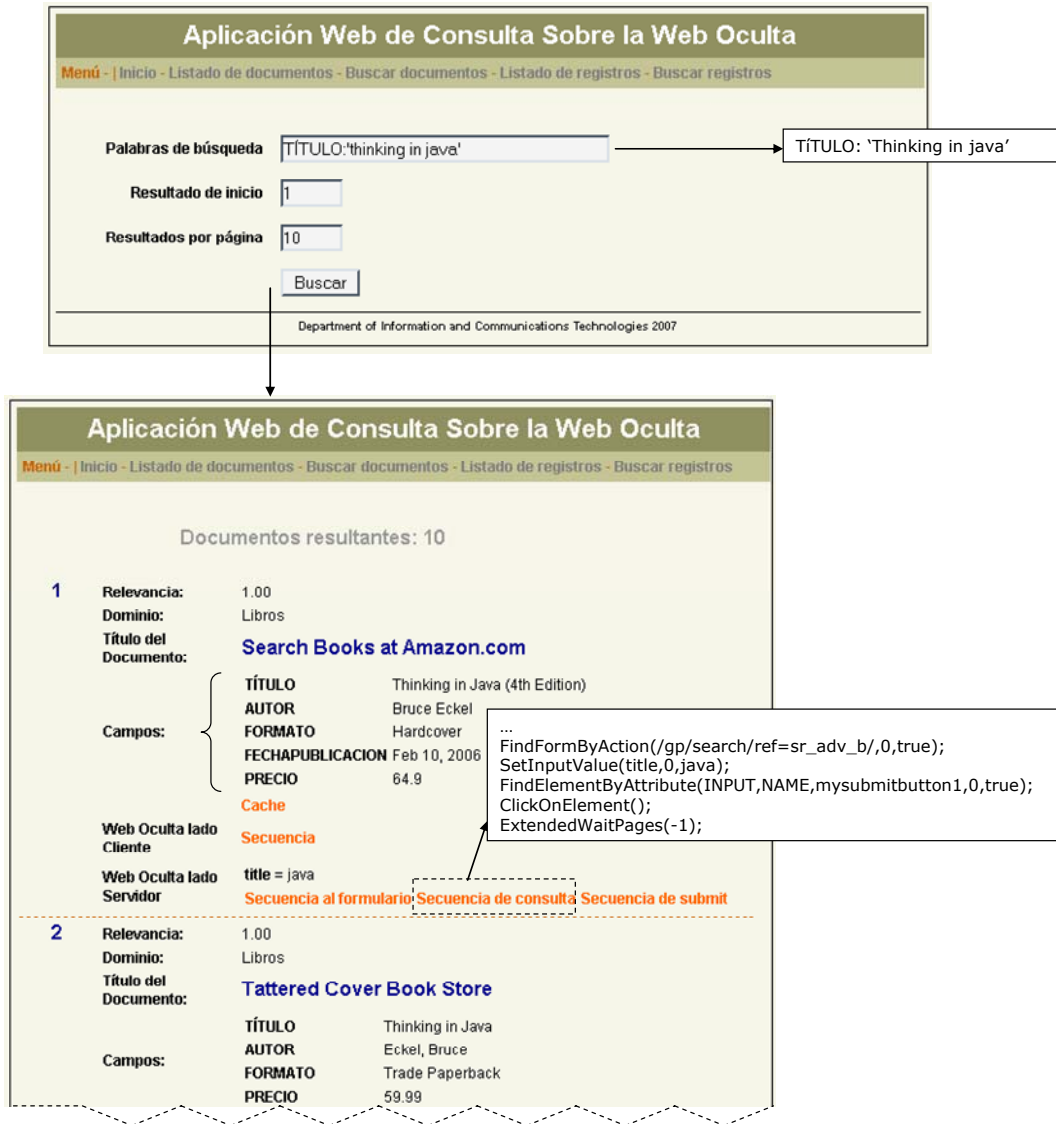 Aplicación Web de Consulta Sobre la Web Oculta
Menú - | Inicio - Listado de documentos - Buscar documentos - Listado de registros - Buscar registros
Palabras de búsqueda TÍTULO:'thinking in java'
TíTULO: ‘Thinking in java’
Resultado de inicio 1
Resultados por página 10
Buscar
Department of Information and Communications Technologies 2007
Aplicación Web de Consulta Sobre la Web Oculta
Menú - | Inicio - Listado de documentos - Buscar documentos - Listado de registros - Buscar registros
Documentos resultantes: 10
1 Relevancia: 1.00
Dominio: Libros
Título del Documento: Search Books at Amazon.com
Campos:
TÍTULO Thinking in Java (4th Edition)
AUTOR Bruce Eckel
FORMATO Hardcover
FECHAPUBLICACION Feb 10, 2006
PRECIO 64.9
Cache
...
FindFormByAction(/gp/search/ref=sr_adv_b/,0,true);
SetInputValue(title,0,java);
FindElementByAttribute(INPUT,NAME,mysubmitbutton1,0,true);
ClickOnElement();
ExtendedWaitPages(-1);
Web Oculta lado Cliente Secuencia
Web Oculta lado Servidor title = java
Secuencia al formulario Secuencia de consulta Secuencia de submit
2 Relevancia: 1.00
Dominio: Libros
Título del Documento: Tattered Cover Book Store
Campos:
TÍTULO Thinking in Java
AUTOR Eckel, Bruce
FORMATO Trade Paperback
PRECIO 59.99